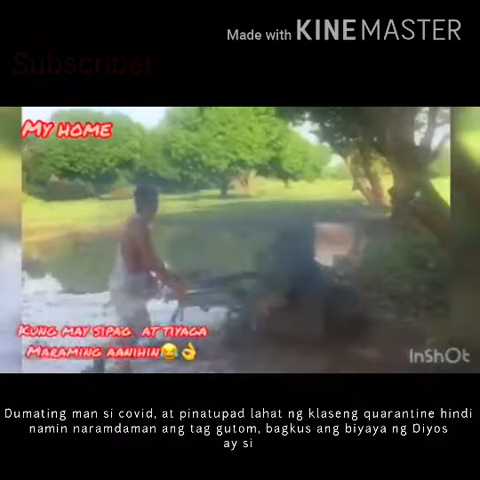 Made with KINEMASTER
Subscribe!
MY HOME
KUNG MAY SIPAG. AT TIYAGA
MARAMING AANIHIN😂👌
InShOt
Dumating man si covid, at pinatupad lahat ng klaseng quarantine hindi
namin naramdaman ang tag gutom, bagkus ang biyaya ng Diyos
ay si